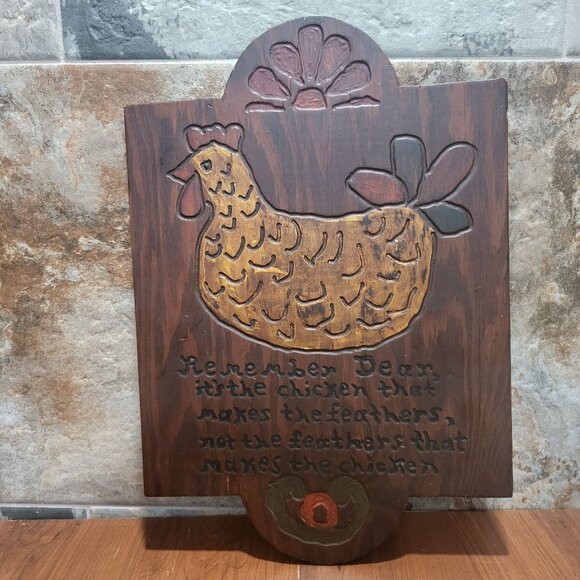 Remember Dear,
it's the chicken that
makes the feathers,
not the feathers that
makes the chicken